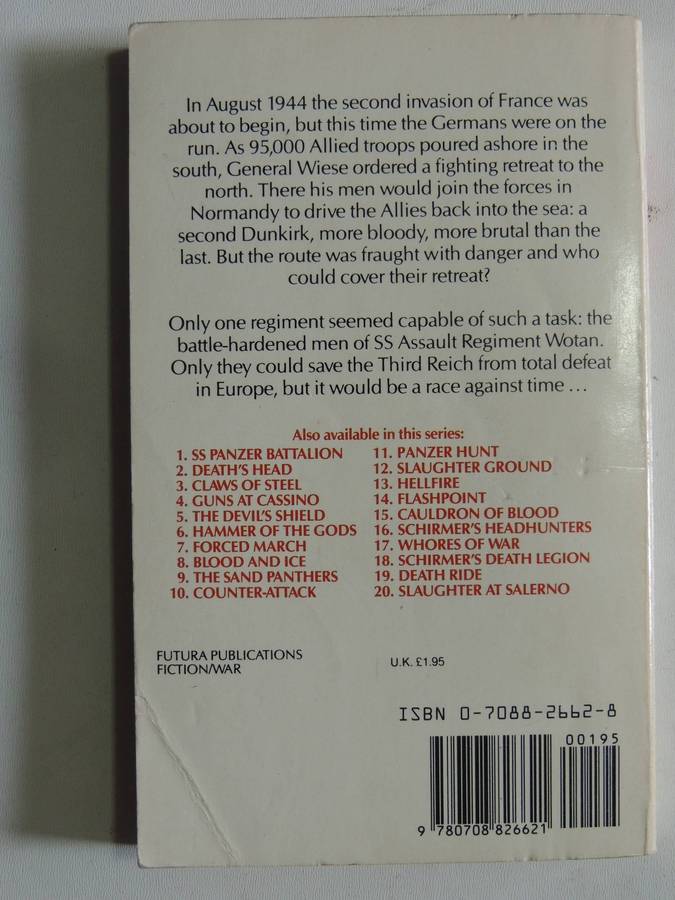 In August 1944 the second invasion of France was
about to begin, but this time the Germans were on the
run. As 95,000 Allied troops poured ashore in the
south, General Wiese ordered a fighting retreat to the
north. There his men would join the forces in
Normandy to drive the Allies back into the sea: a
second Dunkirk, more bloody, more brutal than the
last. But the route was fraught with danger and who
could cover their retreat?
Only one regiment seemed capable of such a task: the
battle-hardened men of SS Assault Regiment Wotan.
Only they could save the Third Reich from total defeat
in Europe, but it would be a race against time ...
Also available in this series:
1. SS PANZER BATTALION
2. DEATH'S HEAD
3. CLAWS OF STEEL
4. GUNS AT CASSINO
5. THE DEVIL'S SHIELD
6. HAMMER OF THE GODS
7. FORCED MARCH
8. BLOOD AND ICE
9. THE SAND PANTHERS
10. COUNTER-ATTACK
11. PANZER HUNT
12. SLAUGHTER GROUND
13. HELLFIRE
14. FLASHPOINT
15. CAULDRON OF BLOOD
16. SCHIRMER'S HEADHUNTERS
17. WHORES OF WAR
18. SCHIRMER'S DEATH LEGION
19. DEATH RIDE
20. SLAUGHTER AT SALERNO
FUTURA PUBLICATIONS
FICTION/WAR
U.K. £1.95
ISBN 0-7088-2662-8
00195
9 780708 826621